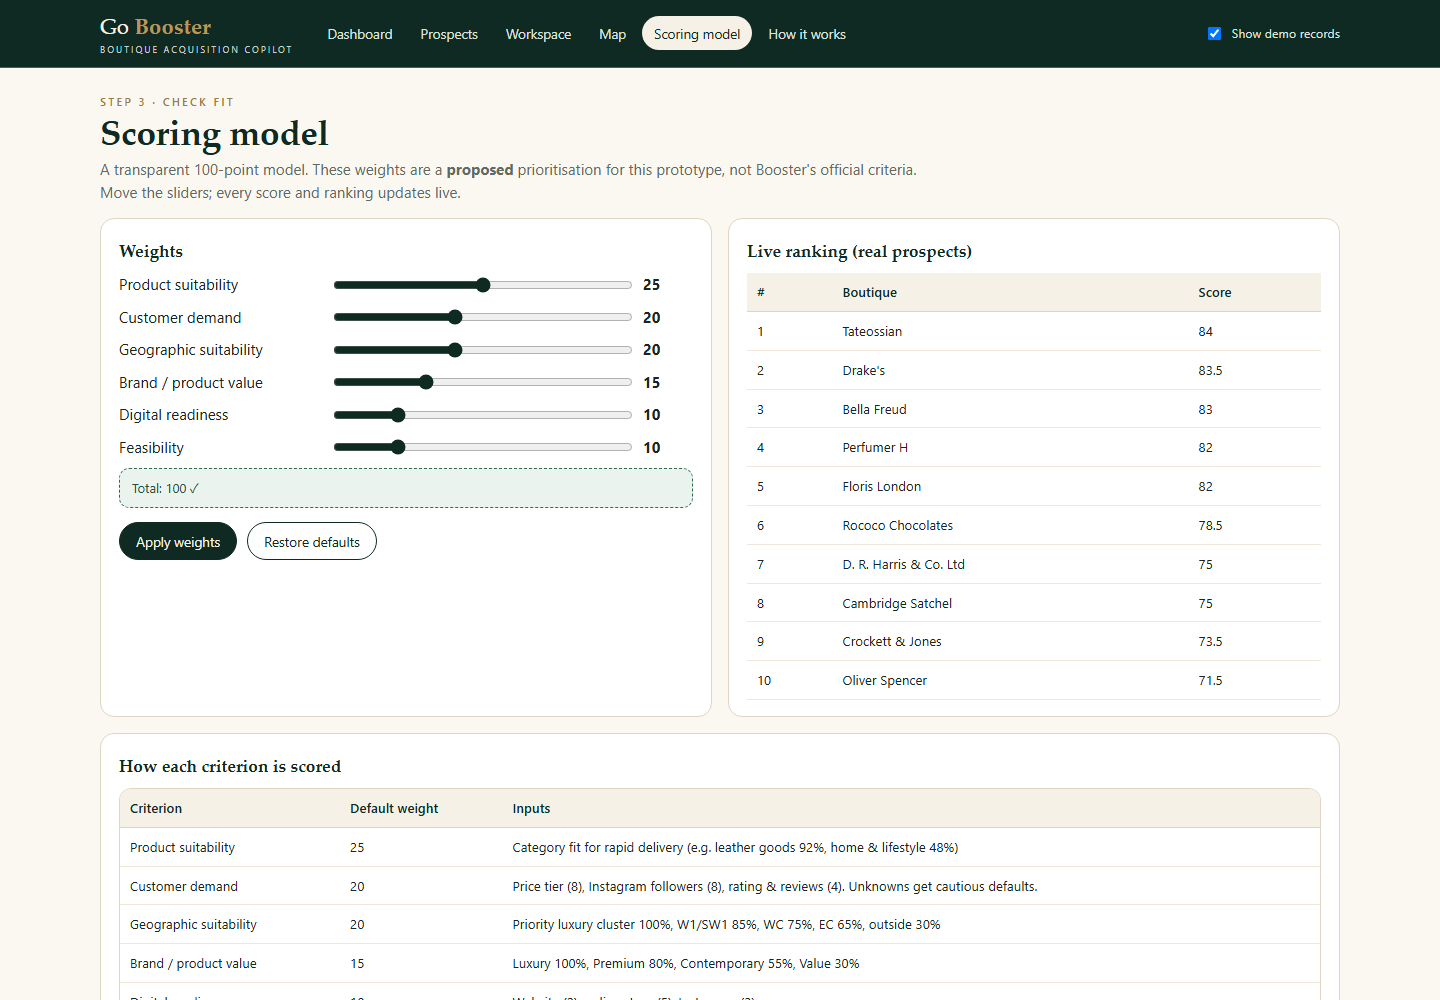 Go Booster
BOUTIQUE ACQUISITION COPILOT
Dashboard Prospects Workspace Map Scoring model How it works
Show demo records
STEP 3 · CHECK FIT
Scoring model
A transparent 100-point model. These weights are a proposed prioritisation for this prototype, not Booster's official criteria.
Move the sliders; every score and ranking updates live.
Weights
Product suitability 25
Customer demand 20
Geographic suitability 20
Brand / product value 15
Digital readiness 10
Feasibility 10
Total: 100 ✓
Apply weights Restore defaults
Live ranking (real prospects)
# Boutique Score
1 Tateossian 84
2 Drake's 83.5
3 Bella Freud 83
4 Perfumer H 82
5 Floris London 82
6 Rococo Chocolates 78.5
7 D. R. Harris & Co. Ltd 75
8 Cambridge Satchel 75
9 Crockett & Jones 73.5
10 Oliver Spencer 71.5
How each criterion is scored
Criterion Default weight Inputs
Product suitability 25 Category fit for rapid delivery (e.g. leather goods 92%, home & lifestyle 48%)
Customer demand 20 Price tier (8), Instagram followers (8), rating & reviews (4). Unknowns get cautious defaults.
Geographic suitability 20 Priority luxury cluster 100%, W1/SW1 85%, WC 75%, EC 65%, outside 30%
Brand / product value 15 Luxury 100%, Premium 80%, Contemporary 55%, Value 30%